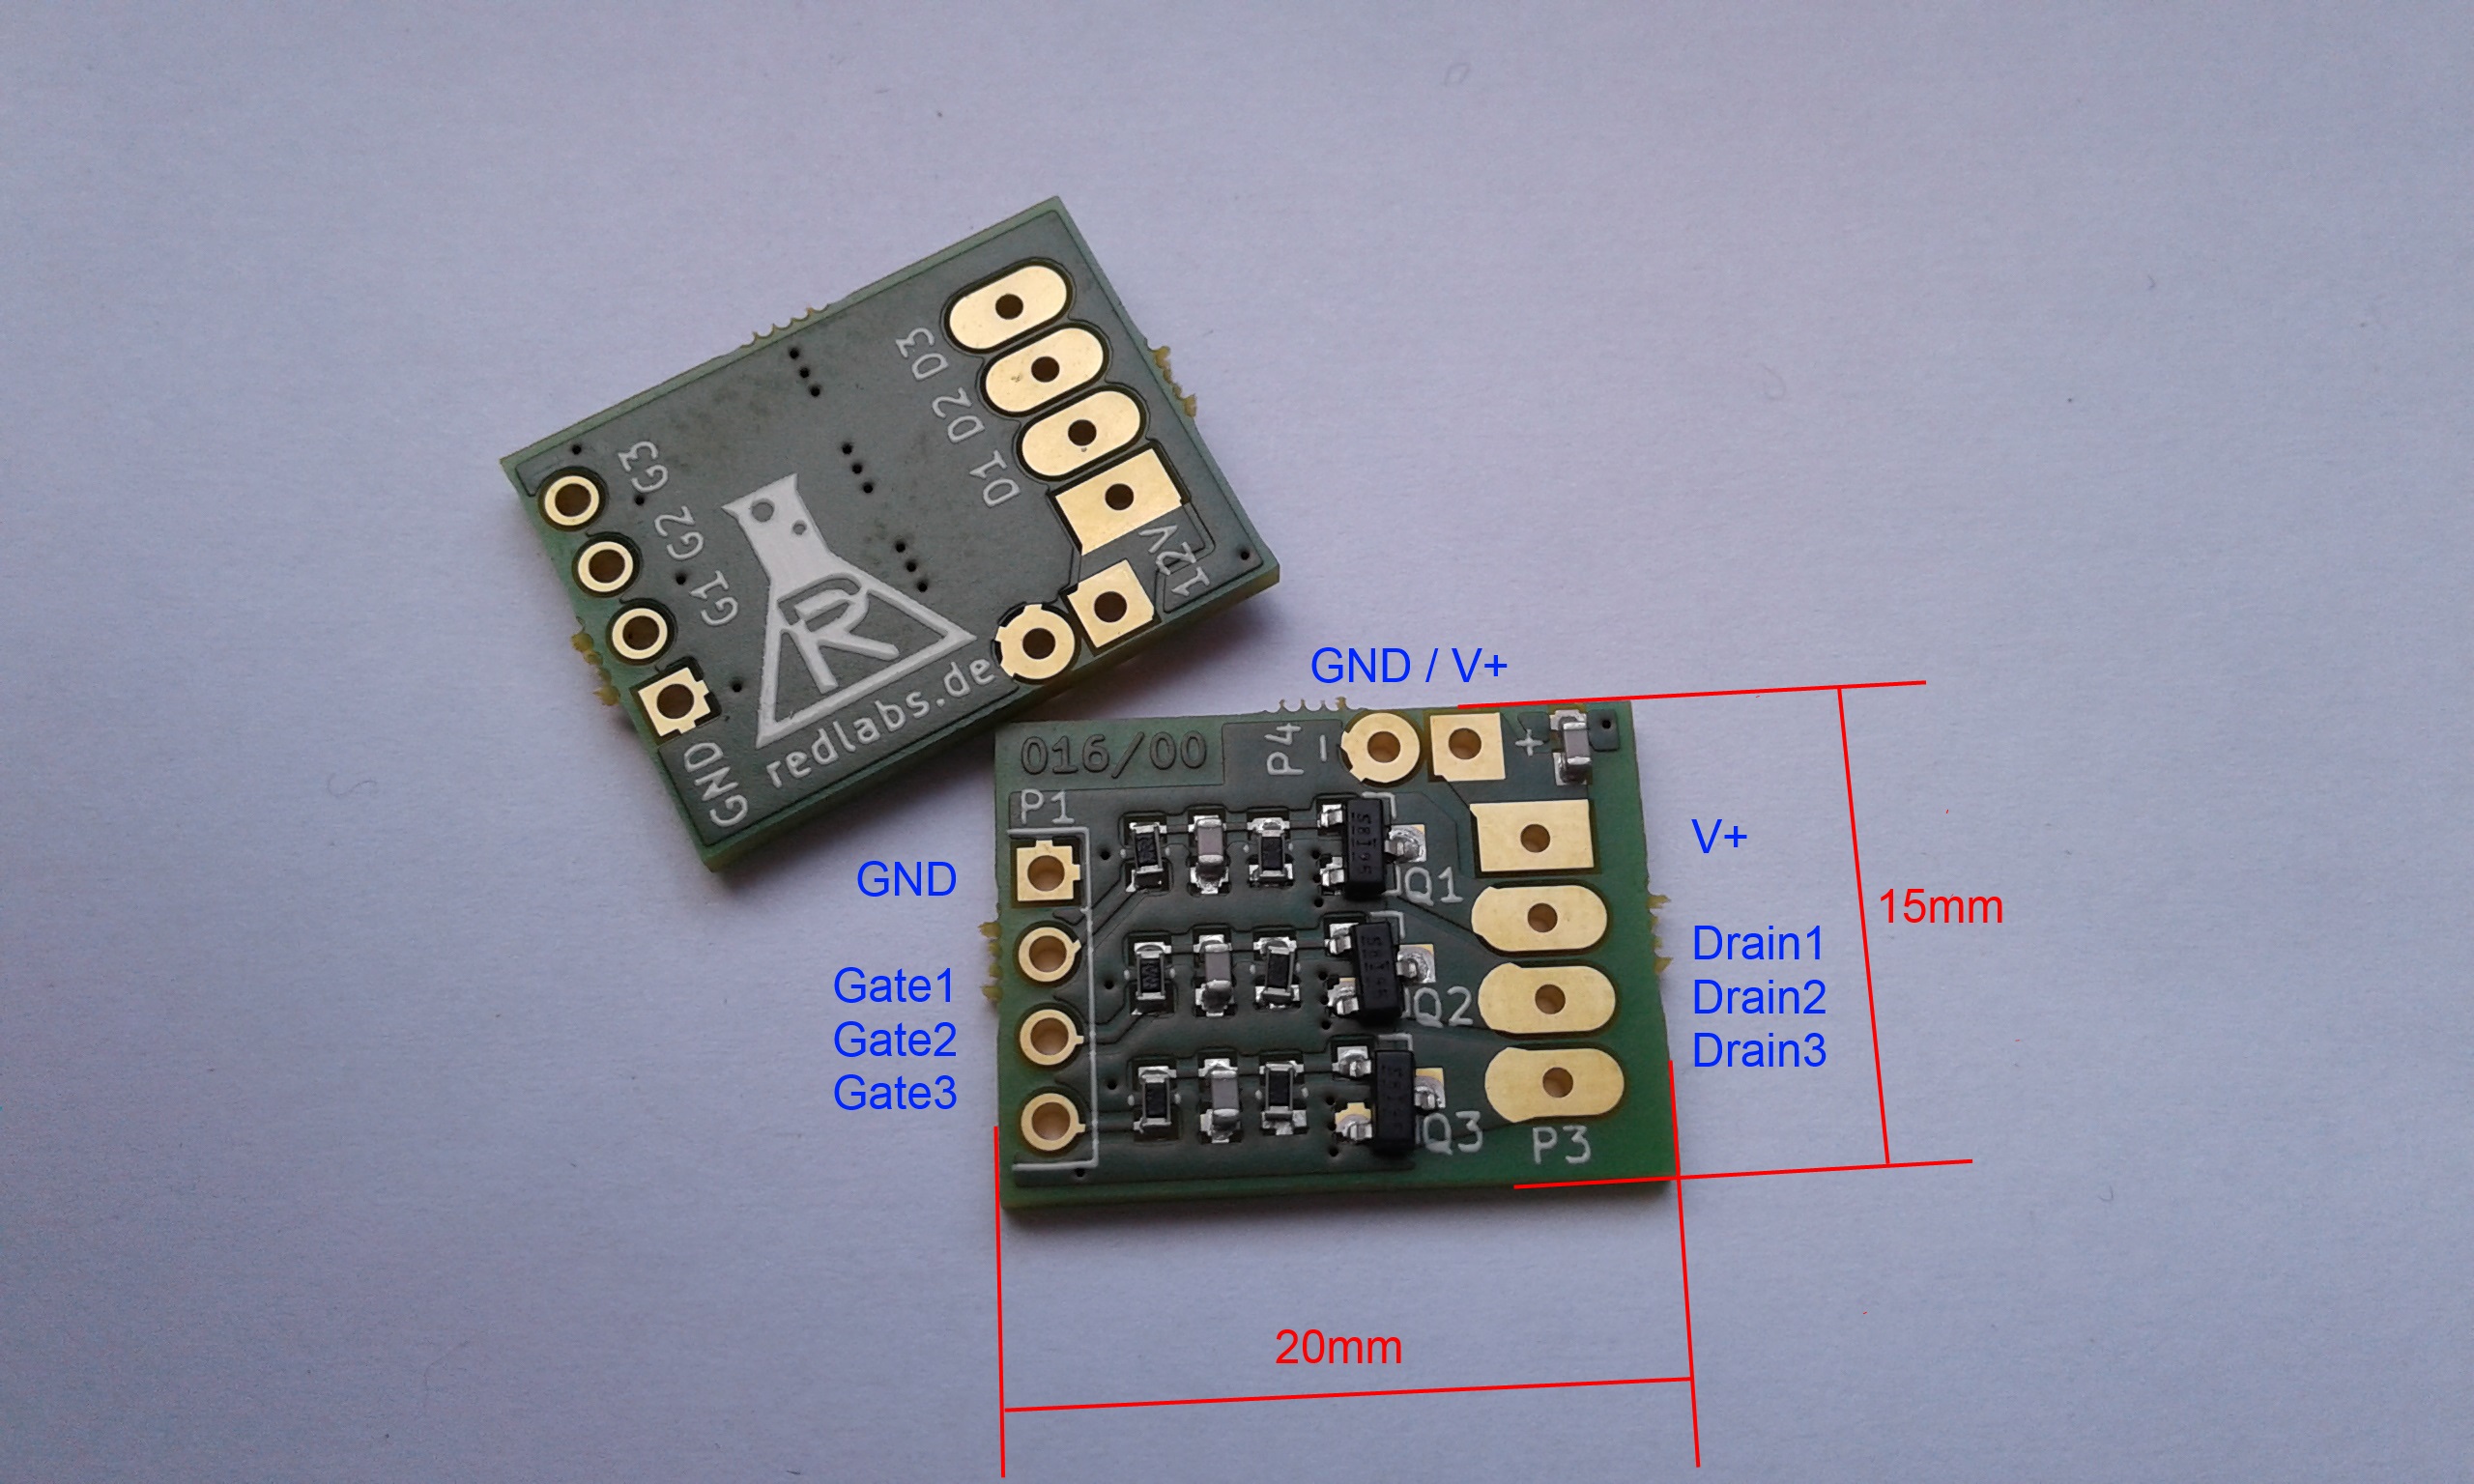 D3
D2
D1
12V
G3
G2
G1
GND
R
redlabs.de
GND / V+
016/00
P4
-
+
P1
GND
Gate1
Gate2
Gate3
Q1
Q2
Q3
P3
V+
Drain1
Drain2
Drain3
15mm
20mm